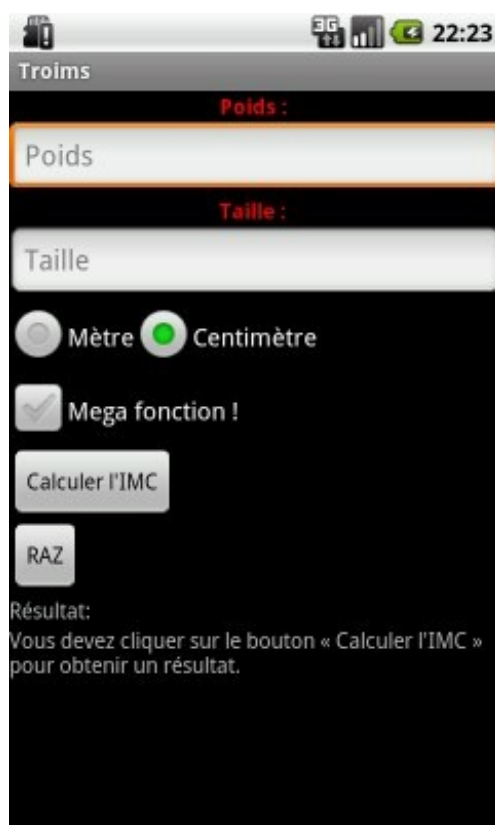 3G 22:23
Troims
Poids :
Poids
Taille :
Taille
Mètre Centimètre
Mega fonction !
Calculer l'IMC
RAZ
Résultat:
Vous devez cliquer sur le bouton « Calculer l'IMC »
pour obtenir un résultat.